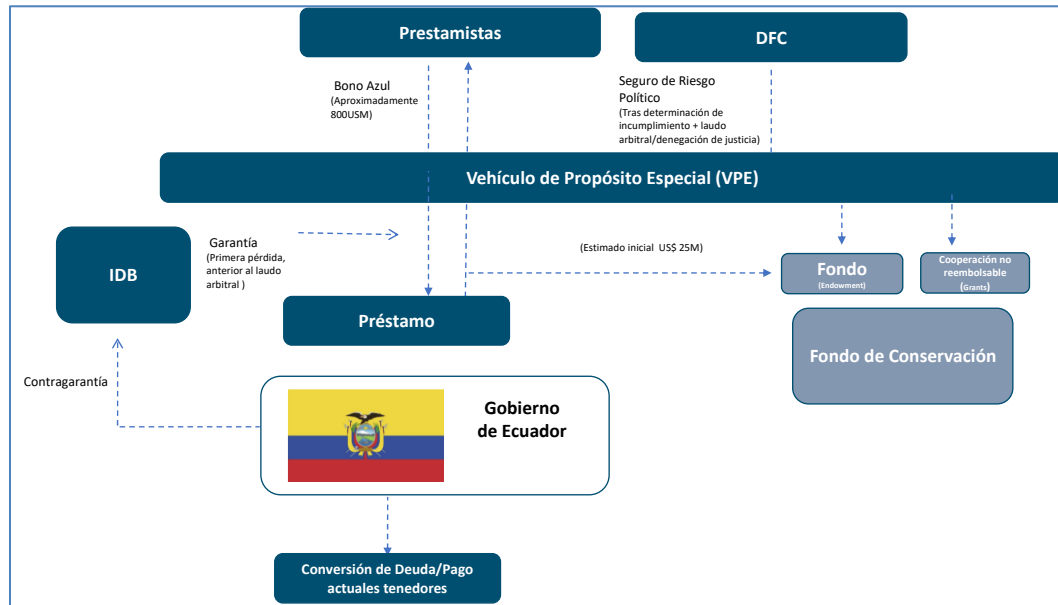 Prestamistas
DFC
Bono Azul
(Aproximadamente
800USM)
Seguro de Riesgo
Político
(Tras determinación de
incumplimiento + laudo
arbitral/denegación de justicia)
Vehículo de Propósito Especial (VPE)
IDB
Garantía
(Primera pérdida,
anterior al laudo
arbitral )
(Estimado inicial  US$ 25M)
Fondo
(Endowment)
Cooperación no
reembolsable
(Grants)
Préstamo
Fondo de Conservación
Contragarantía
Gobierno
de Ecuador
Conversión de Deuda/Pago
actuales tenedores